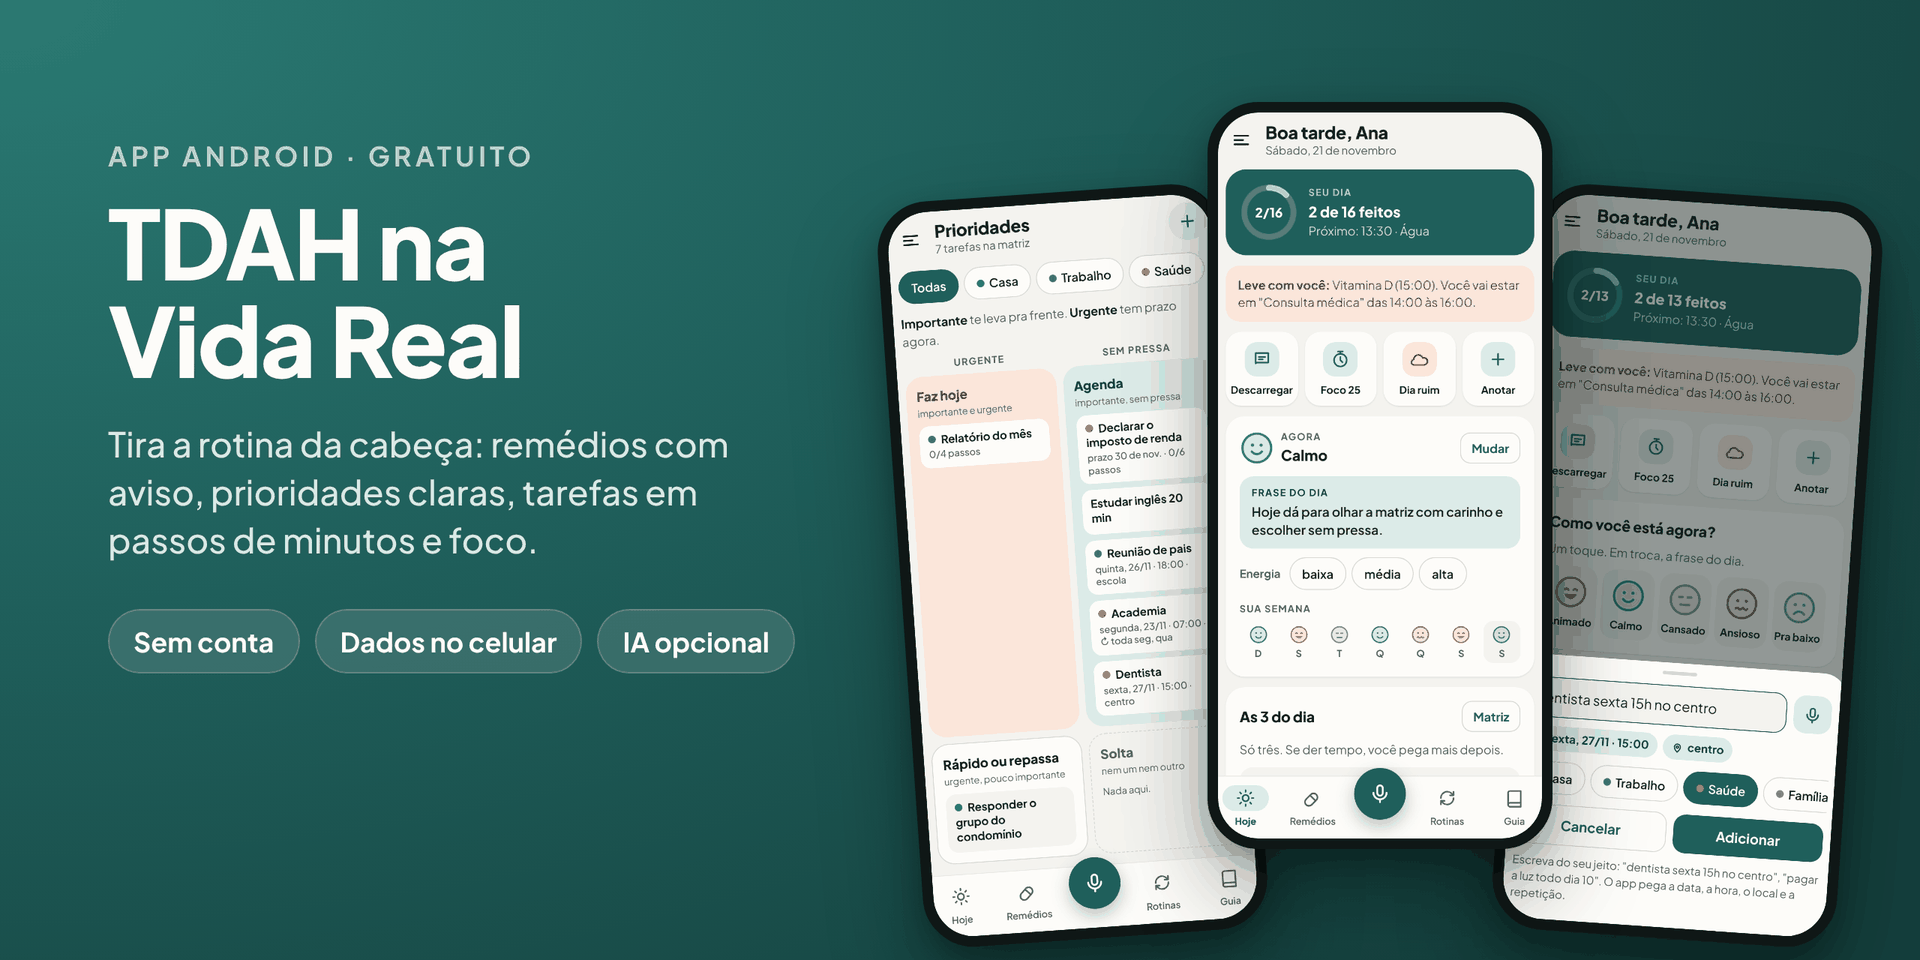 APP ANDROID · GRATUITO
TDAH na
Vida Real
Tira a rotina da cabeça: remédios com
aviso, prioridades claras, tarefas em
passos de minutos e foco.
Sem conta
Dados no celular
IA opcional
Prioridades
7 tarefas na matriz
Todas
Casa
Trabalho
Saúde
Importante te leva pra frente. Urgente tem prazo
agora.
URGENTE
SEM PRESSA
Faz hoje
importante e urgente
Relatório do mês
0/4 passos
Agenda
importante, sem pressa
Declarar o
imposto de renda
prazo 30 de nov. · 0/6
passos
Estudar inglês 20
min
Reunião de pais
quinta, 26/11 · 18:00 ·
escola
Academia
segunda, 23/11 · 07:00 ·
toda seg, qua
Dentista
sexta, 27/11 · 15:00 ·
centro
Rápido ou repassa
urgente, pouco importante
Responder o
grupo do
condomínio
Solta
nem um nem outro
Nada aqui.
Hoje
Remédios
Rotinas
Guia
Boa tarde, Ana
Sábado, 21 de novembro
2/16
SEU DIA
2 de 16 feitos
Próximo: 13:30 · Água
Leve com você: Vitamina D (15:00). Você vai estar
em "Consulta médica" das 14:00 às 16:00.
Descarregar
Foco 25
Dia ruim
Anotar
AGORA
Calmo
Mudar
FRASE DO DIA
Hoje dá para olhar a matriz com carinho e
escolher sem pressa.
Energia
baixa
média
alta
SUA SEMANA
D S T Q Q S S
As 3 do dia
Matriz
Só três. Se der tempo, você pega mais depois.
Hoje
Remédios
Rotinas
Guia
Boa tarde, Ana
Sábado, 21 de novembro
2/13
SEU DIA
2 de 13 feitos
Próximo: 13:30 · Água
Leve com você: Vitamina D (15:00). Você vai estar
em "Consulta médica" das 14:00 às 16:00.
escarregar
Foco 25
Dia ruim
Anotar
Como você está agora?
Um toque. Em troca, a frase do dia.
nimado
Calmo
Cansado
Ansioso
Pra baixo
entista sexta 15h no centro
exta, 27/11 · 15:00
centro
asa
Trabalho
Saúde
Família
Cancelar
Adicionar
Escreva do seu jeito: "dentista sexta 15h no centro", "pagar
a luz todo dia 10". O app pega a data, a hora, o local e a
repetição.